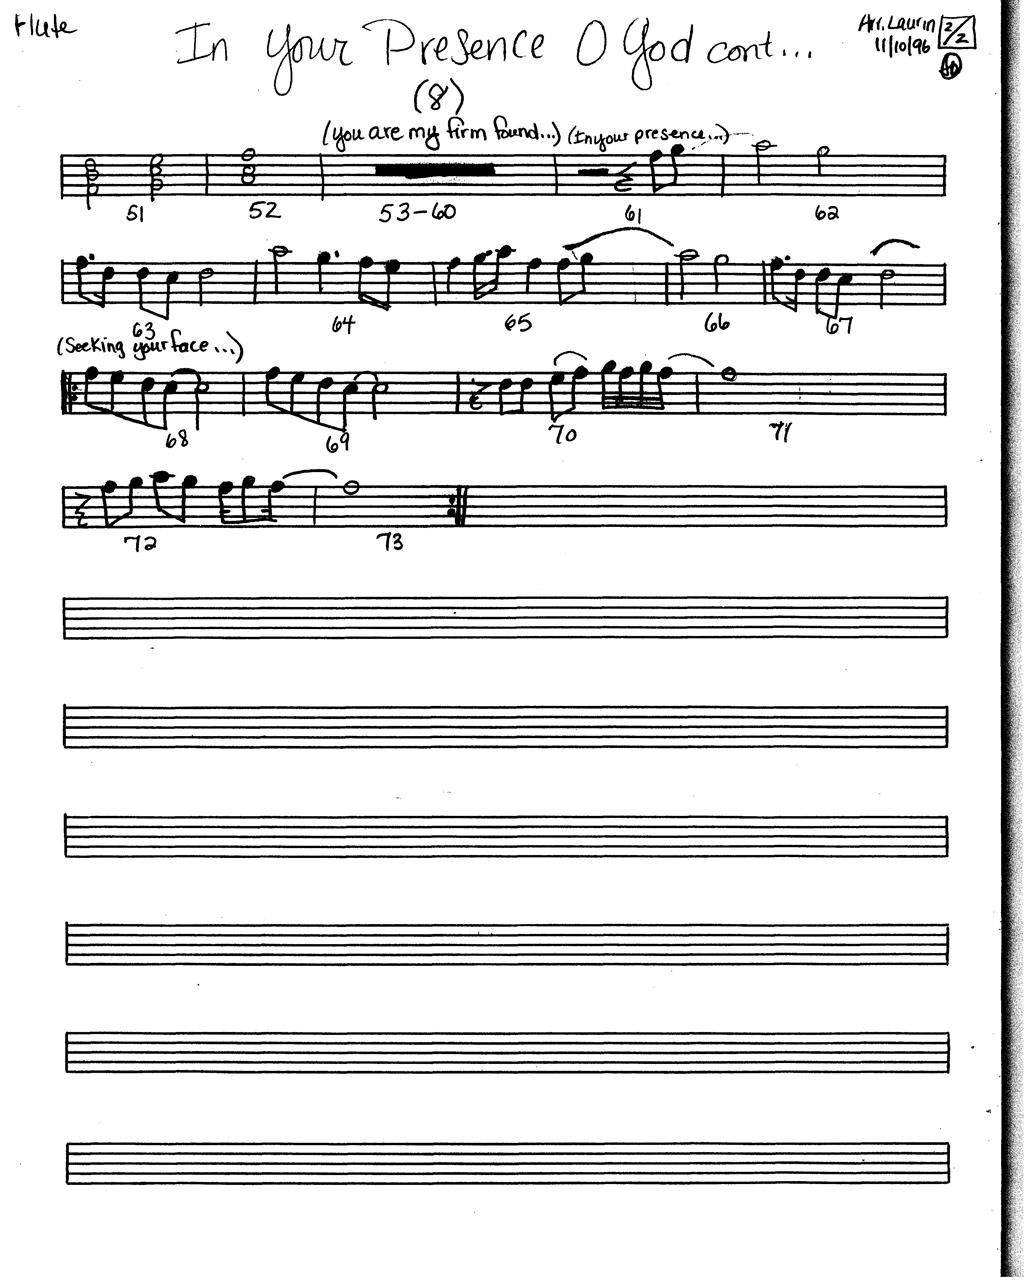 Flute
In Your Presence O God cont...
Arr. Laurin 2/2
11/10/96
(8)
(You are my firm found...) (In your presence...)
51 52 53-60 61 62
63 64 65 66 67
(Seeking your face...)
68 69 70 71
72 73